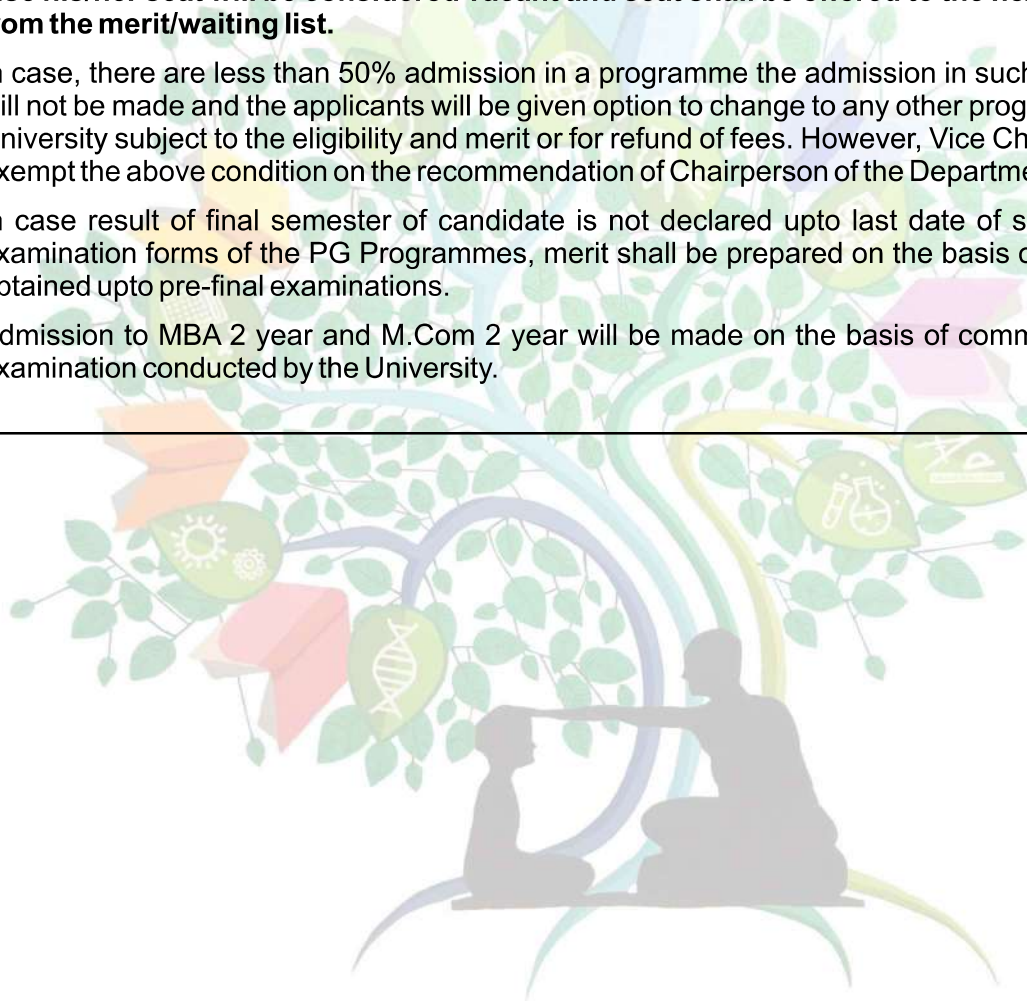 from the merit/waiting list.
case, there are less than 50% admission in a programme the admission in such
will not be made and the applicants will be given option to change to any other prog
niversity subject to the eligibility and merit or for refund of fees. However, Vice Ch
xempt the above condition on the recommendation of Chairperson of the Departme
case result of final semester of candidate is not declared upto last date of s
xamination forms of the PG Programmes, merit shall be prepared on the basis
btained upto pre-final examinations.
dmission to MBA 2 year and M.Com 2 year will be made on the basis of comm
xamination conducted by the University.